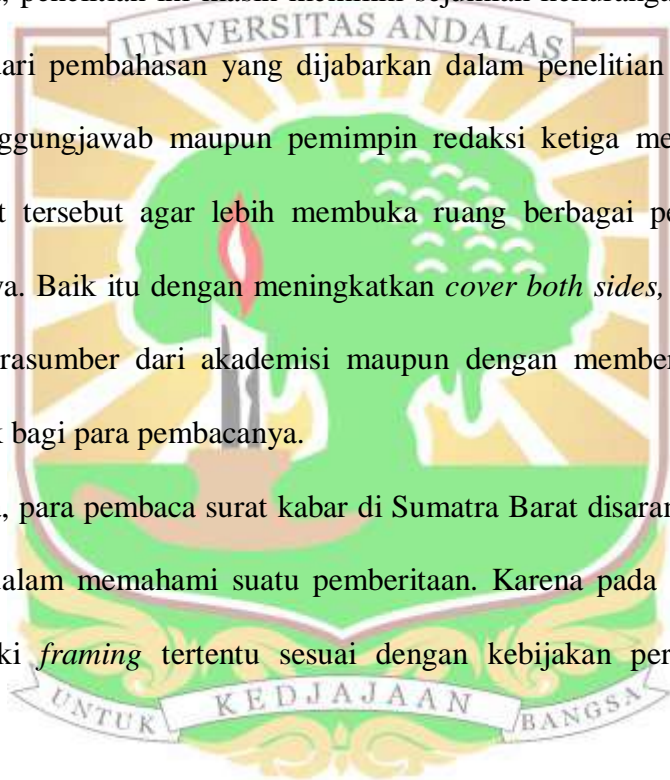 penelitian ini masih memiliki sejumlah
UNIVERSITAS ANDALAS
dari pembahasan yang dijabarkan dalam penelitian
ggungjawab maupun pemimpin redaksi ketiga me
t tersebut agar lebih membuka ruang berbagai pe
ya. Baik itu dengan meningkatkan cover both sides,
rasumber dari akademisi maupun dengan member
k bagi para pembacanya.
, para pembaca surat kabar di Sumatra Barat disaran
dalam memahami suatu pemberitaan. Karena pada
ki framing tertentu sesuai dengan kebijakan per
UNTUK KEDJAJAAN BANGSA